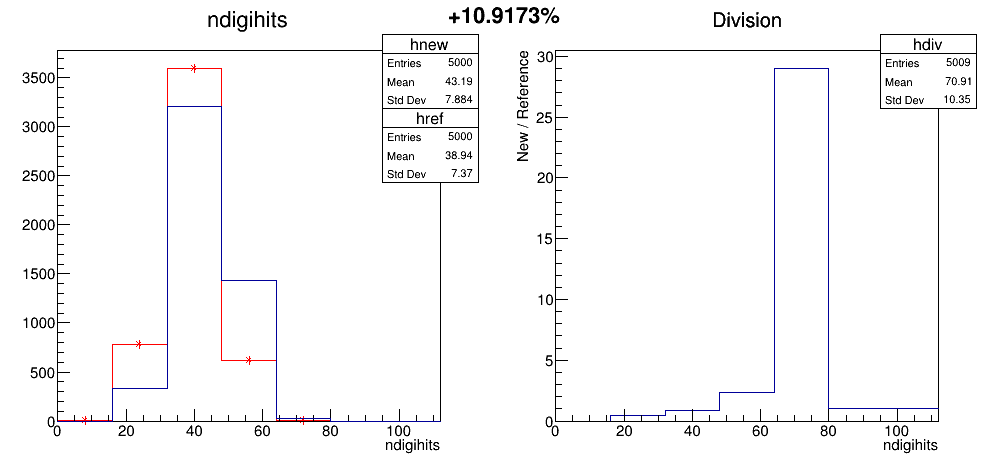 +10.9173%
ndigihits
hnew
Entries 5000
Mean 43.19
Std Dev 7.884
href
Entries 5000
Mean 38.94
Std Dev 7.37
3500
3000
2500
2000
1500
1000
500
0
0 20 40 60 80 100
ndigihits
Division
hdiv
Entries 5009
Mean 70.91
Std Dev 10.35
New / Reference
30
25
20
15
10
5
0
0 20 40 60 80 100
ndigihits